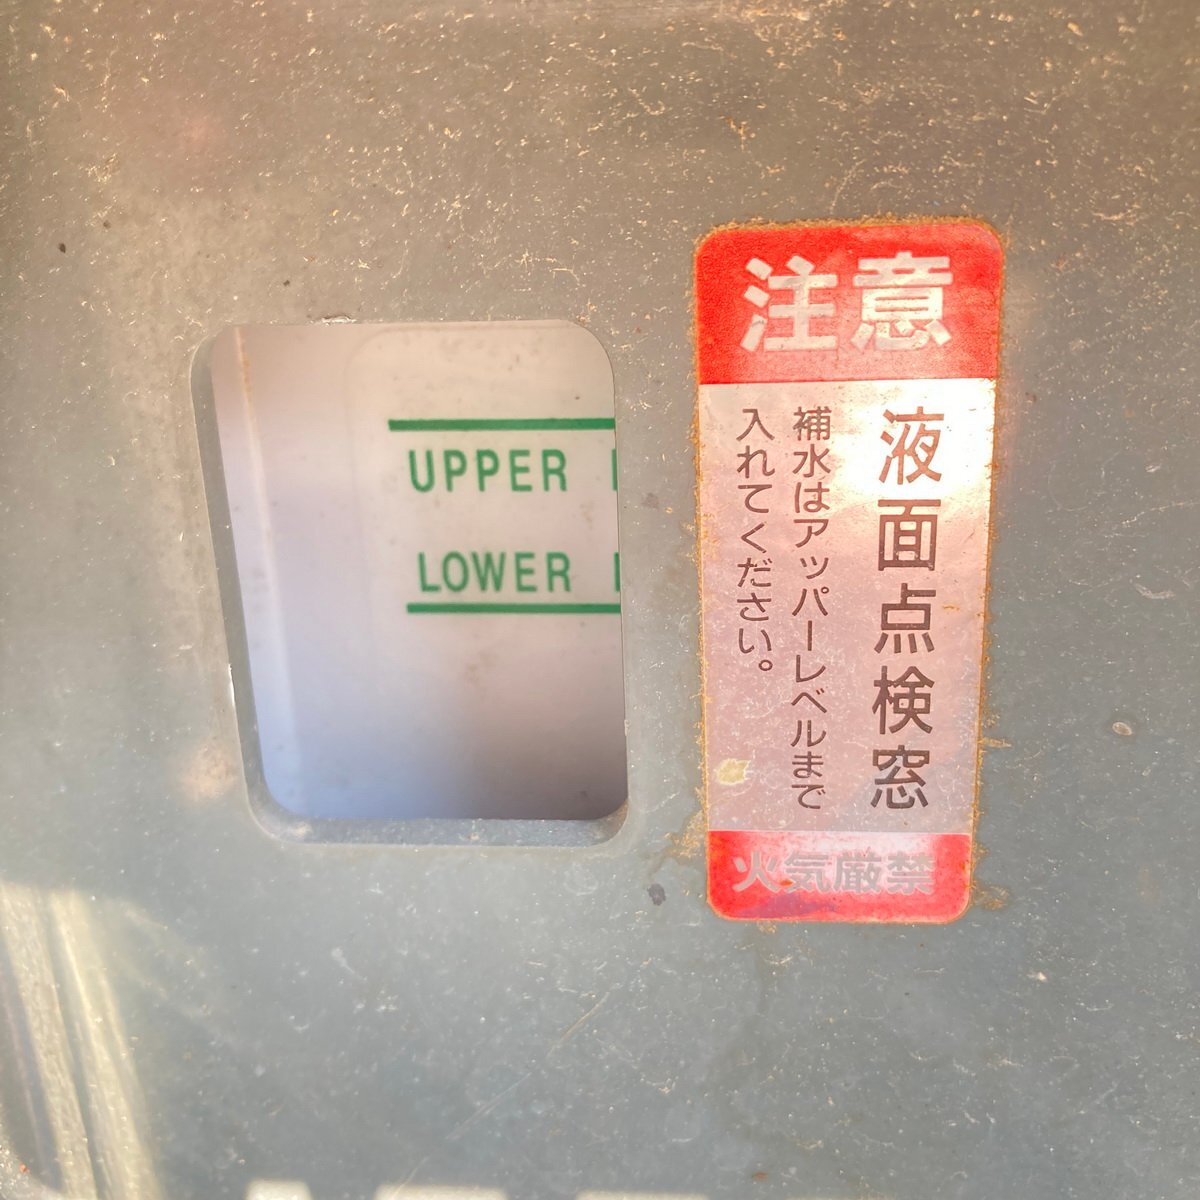 UPPER
LOWER
注意
液面点検窓
補水はアッパーレベルまで
入れてください。
火気厳禁